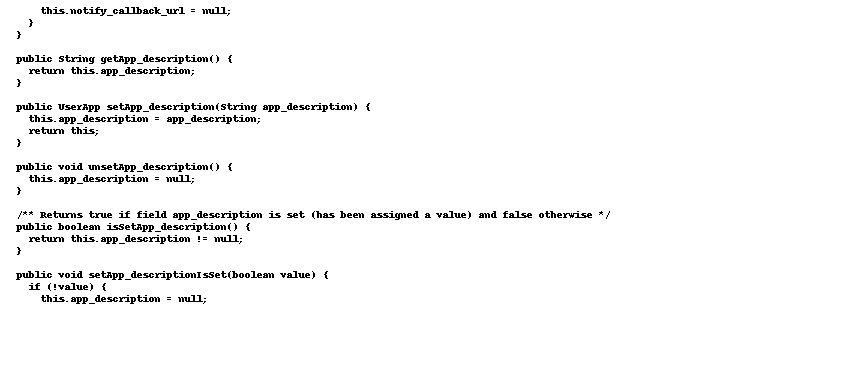 this.notify_callback_url = null;
}
}
public String getApp_description() {
return this.app_description;
}
public UserApp setApp_description(String app_description) {
this.app_description = app_description;
return this;
}
public void unsetApp_description() {
this.app_description = null;
}
/** Returns true if field app_description is set (has been assigned a value) and false otherwise */
public boolean isSetApp_description() {
return this.app_description != null;
}
public void setApp_descriptionIsSet(boolean value) {
if (!value) {
this.app_description = null;